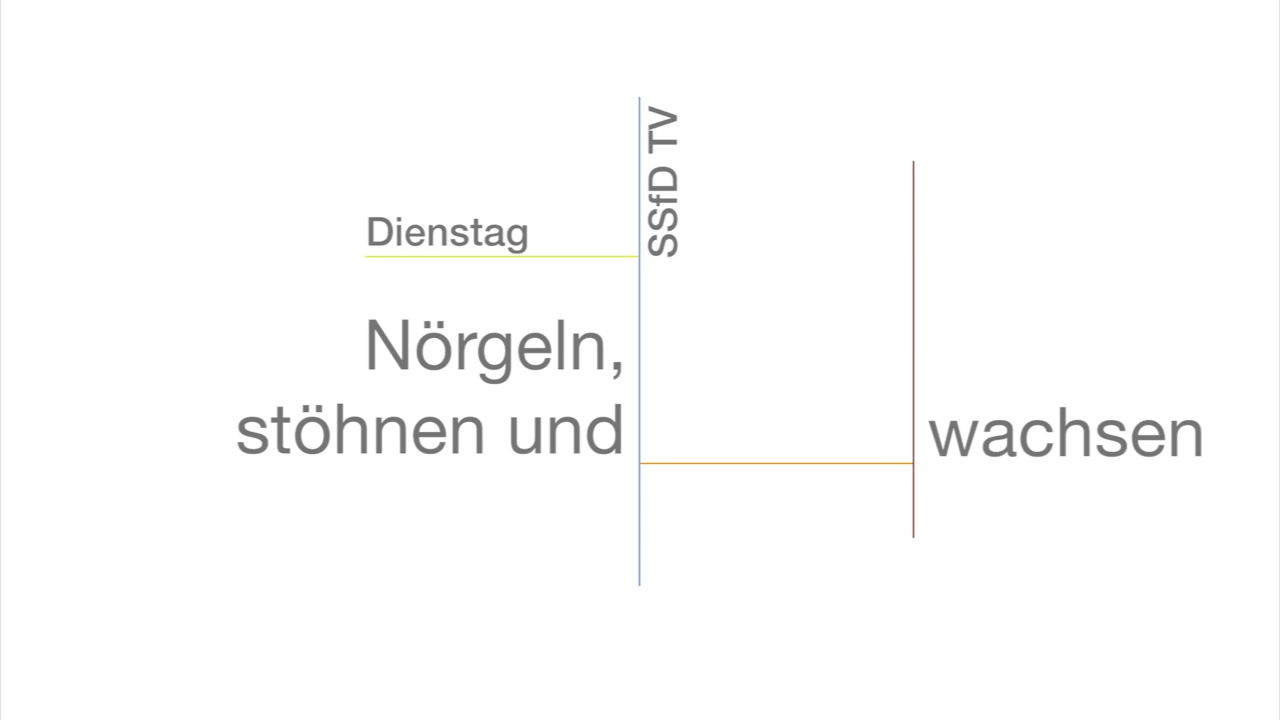 SSfD TV
Dienstag
Nörgeln,
stöhnen und
wachsen